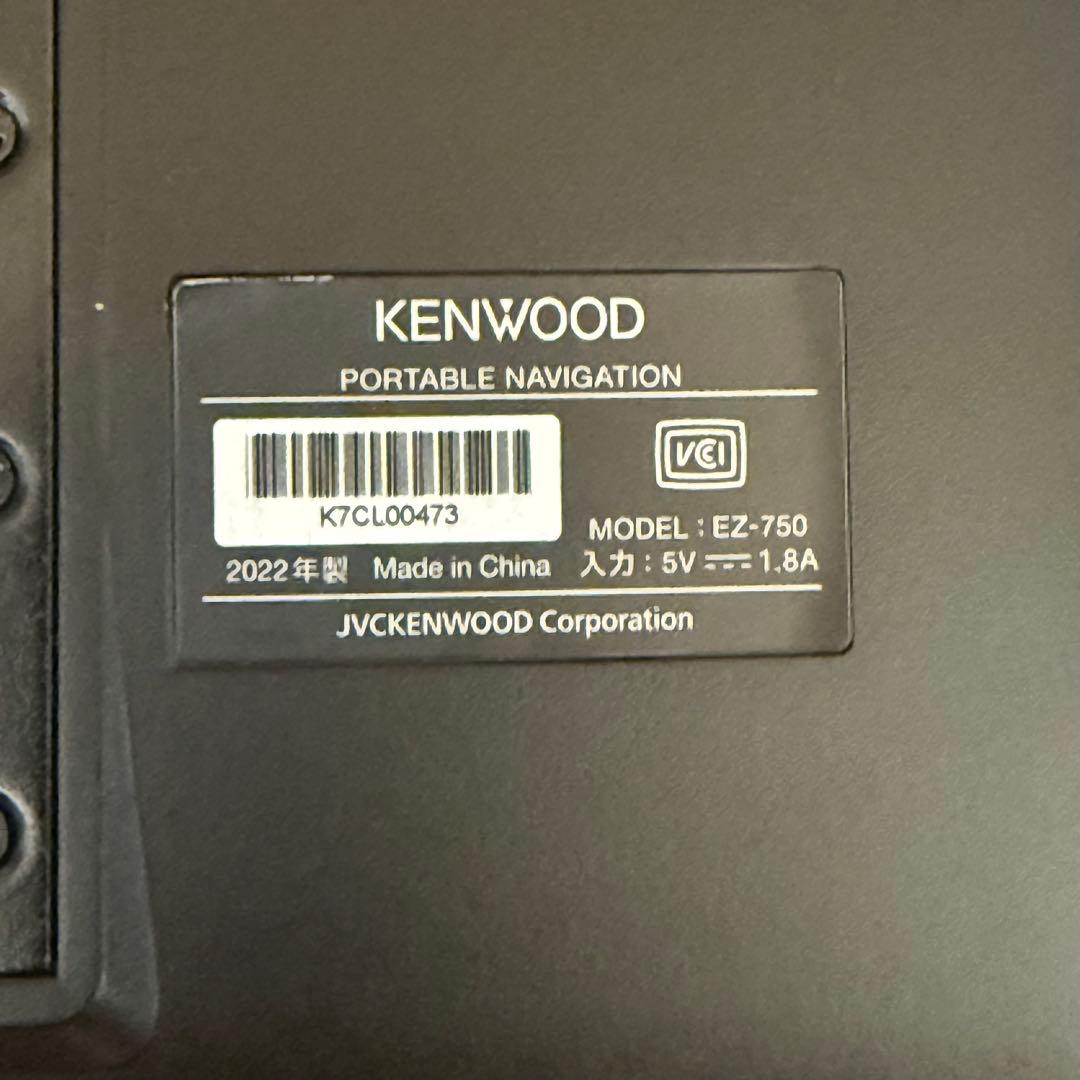 KENWOOD
PORTABLE NAVIGATION
K7CL00473
VCCI
MODEL : EZ-750
2022年製 Made in China
入力 : 5V ⎓ 1.8A
JVCKENWOOD Corporation